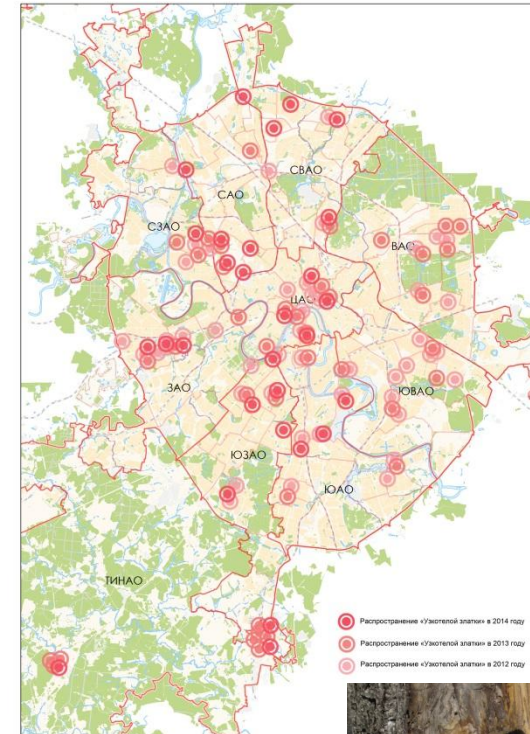 СВАО
САО
СЗАО
ВАО
ЦАО
ЗАО
ЮВАО
ЮЗАО
ЮАО
ТИНАО
Распространение «Узкотелой златки» в 2014 году
Распространение «Узкотелой златки» в 2013 году
Распространение «Узкотелой златки» в 2012 году